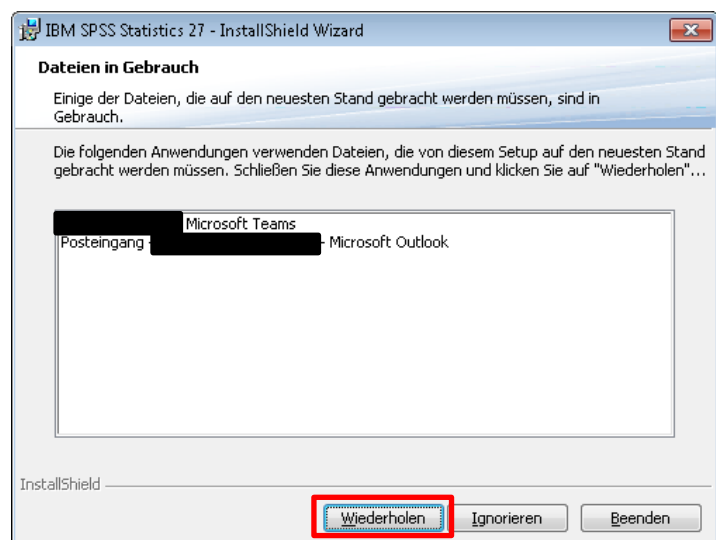 IBM SPSS Statistics 27 - InstallShield Wizard
Dateien in Gebrauch
Einige der Dateien, die auf den neuesten Stand gebracht werden müssen, sind in
Gebrauch.
Die folgenden Anwendungen verwenden Dateien, die von diesem Setup auf den neuesten Stand
gebracht werden müssen. Schließen Sie diese Anwendungen und klicken Sie auf "Wiederholen"...
Microsoft Teams
Posteingang - - Microsoft Outlook
InstallShield
Wiederholen Ignorieren Beenden